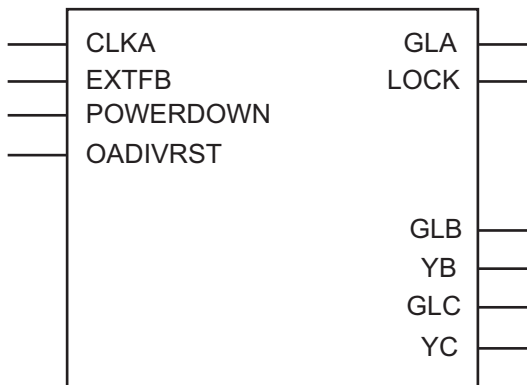 CLKA GLA
EXTFB LOCK
POWERDOWN
OADIVRST
GLB
YB
GLC
YC